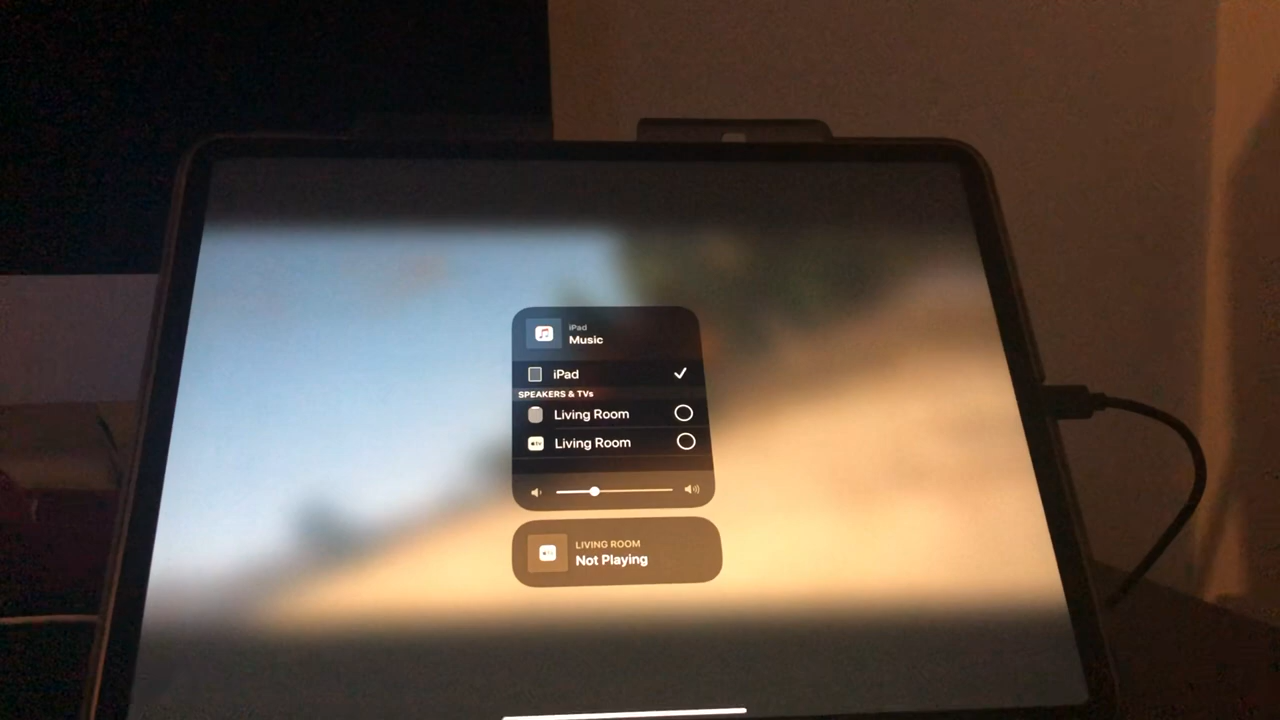 iPad
Music
iPad
SPEAKERS & TVs
Living Room
Living Room
LIVING ROOM
Not Playing